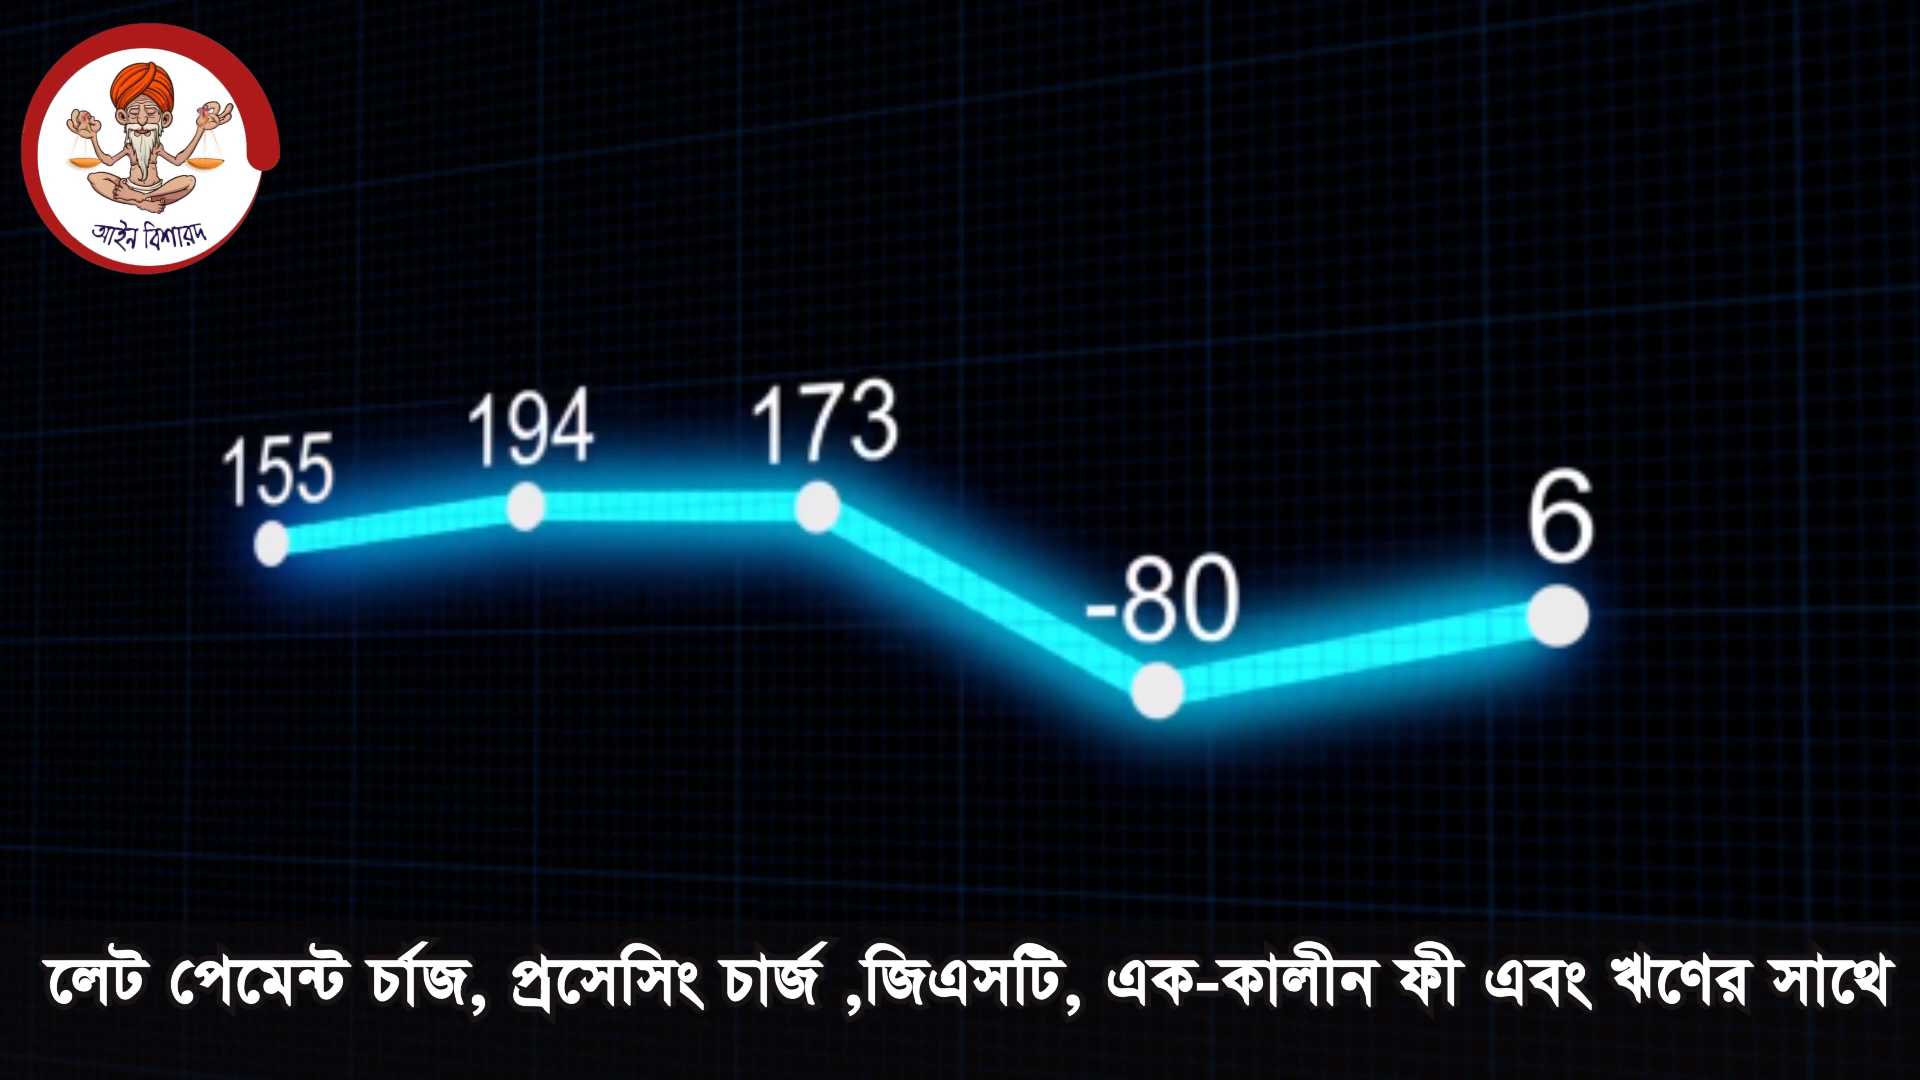 আইন বিশারদ
155
194
173
-80
6
লেট পেমেন্ট র্চাজ, প্রসেসিং চার্জ ,জিএসটি, এক-কালীন ফী এবং ঋণের সাথে